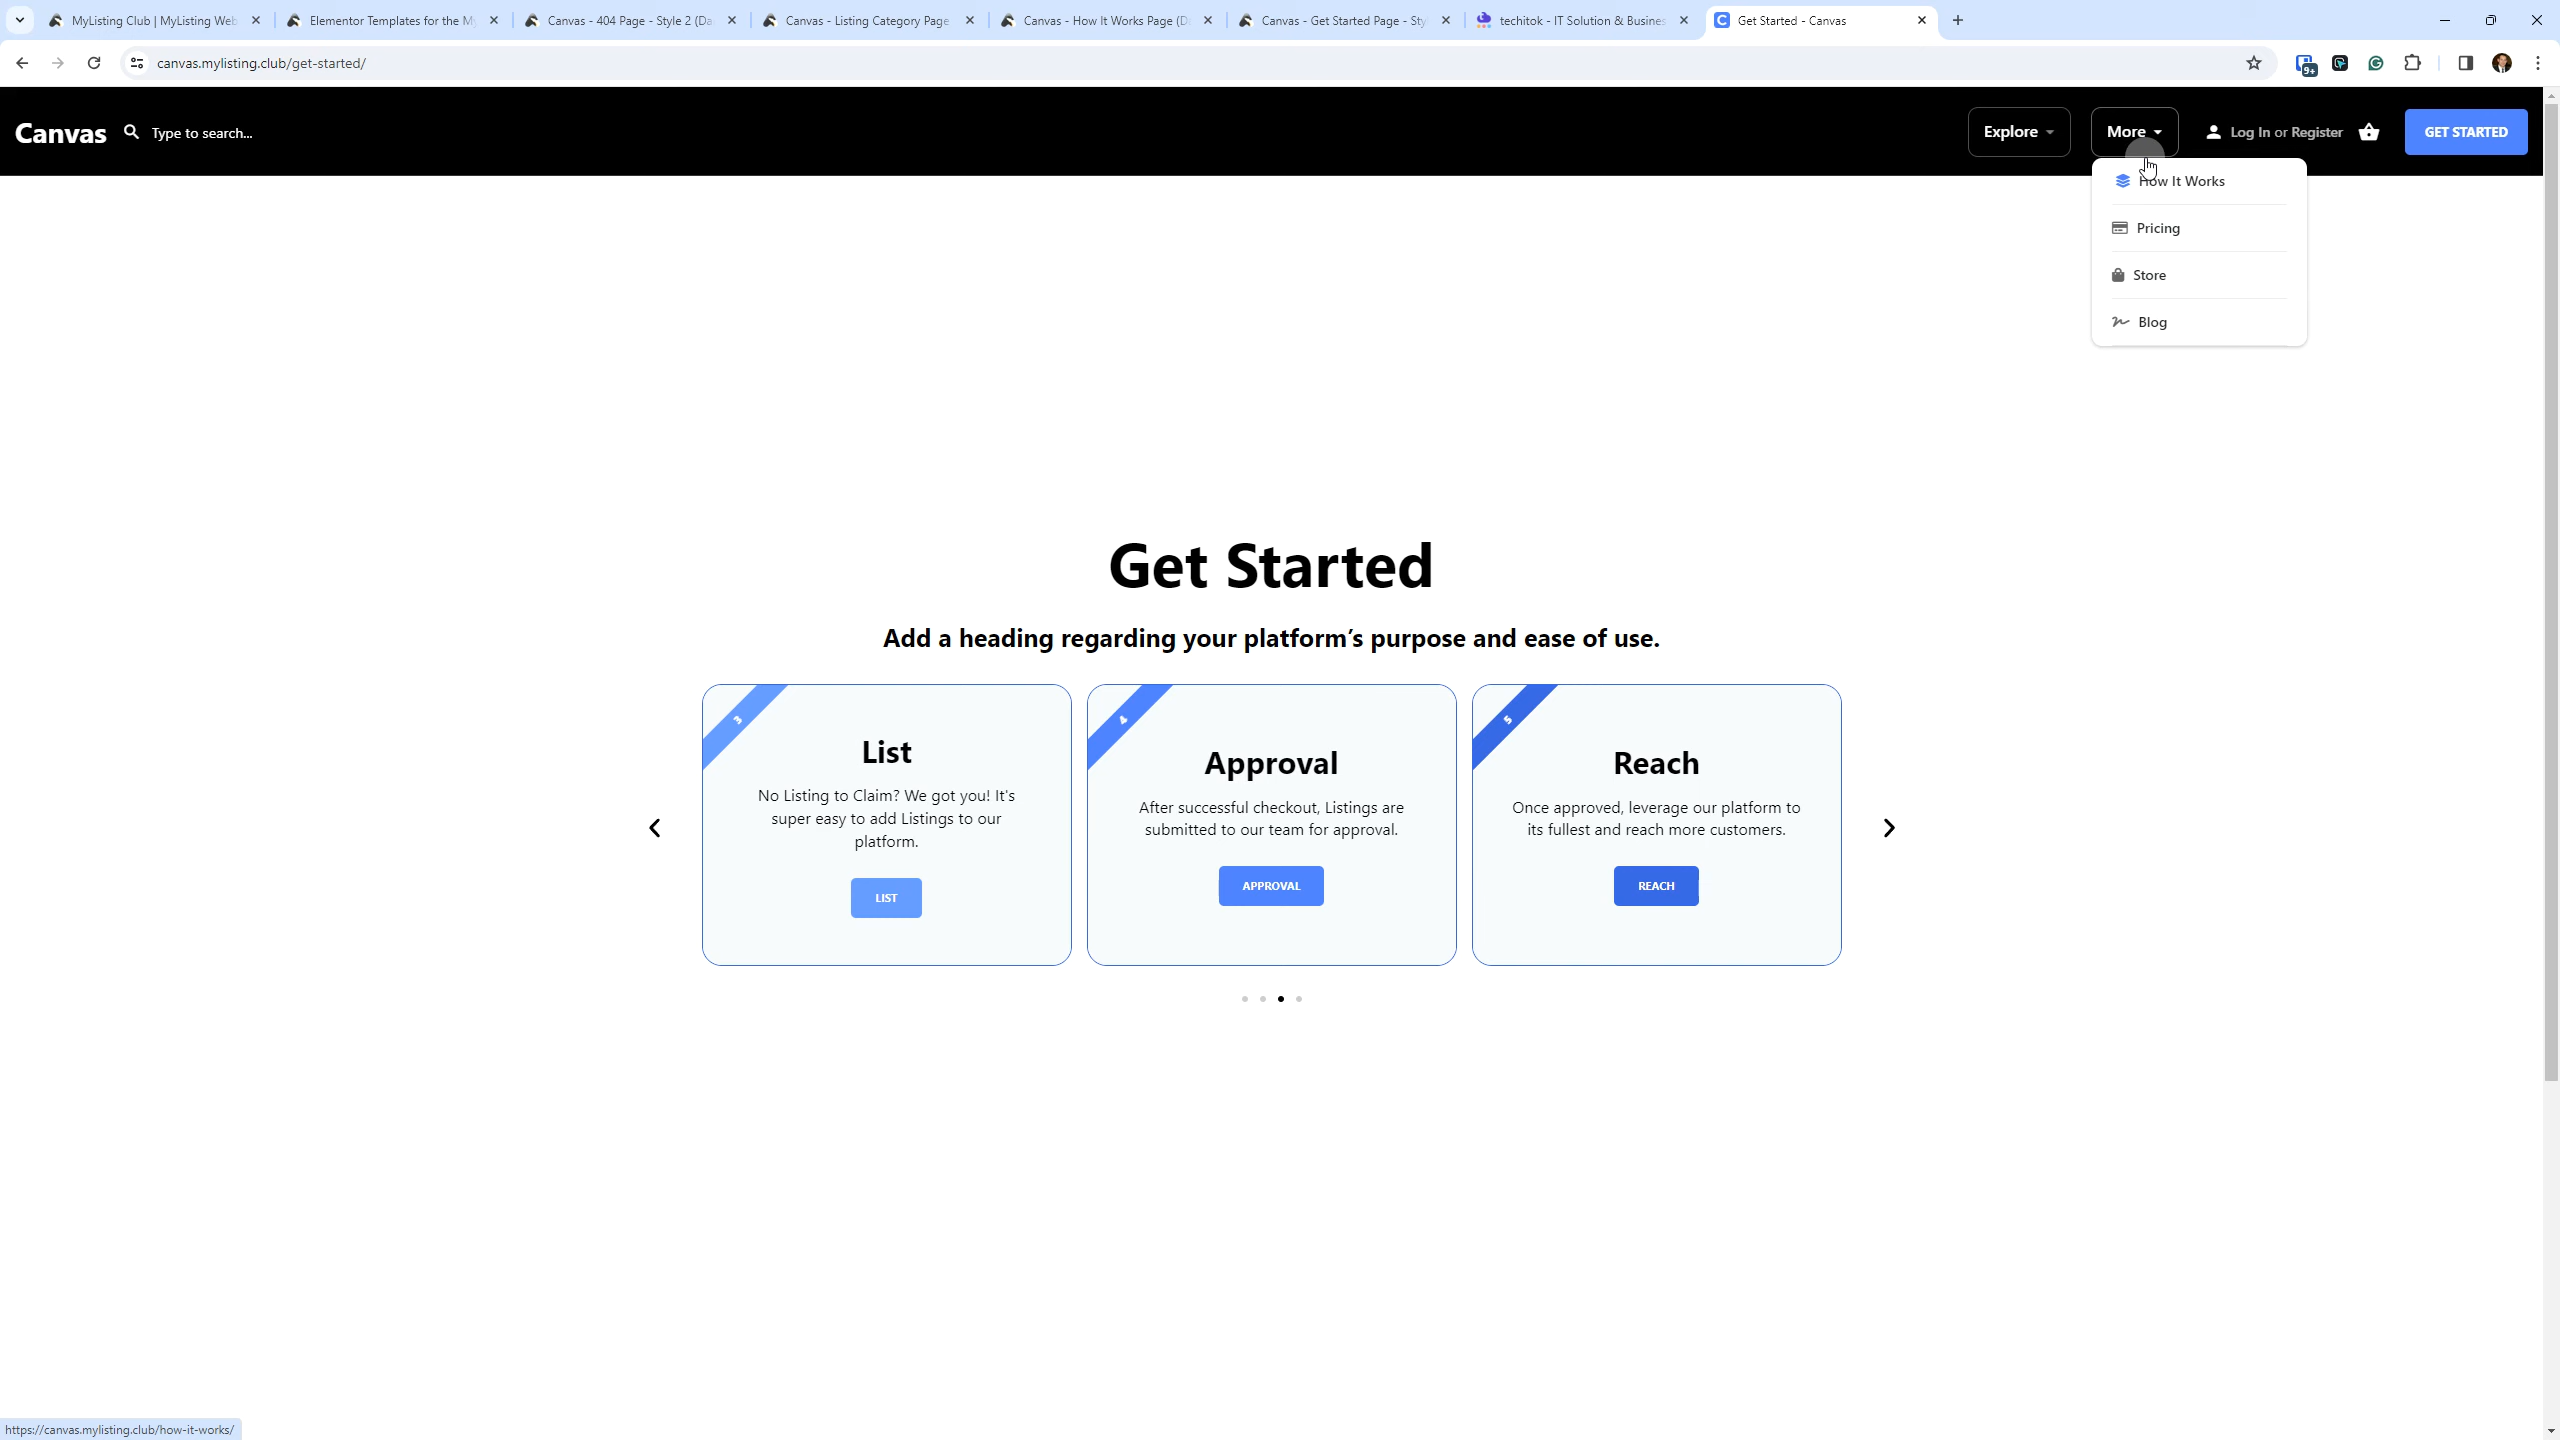 MyListing Club | MyListing Web
Elementor Templates for the My
Canvas - 404 Page - Style 2 (Da
Canvas - Listing Category Page
Canvas - How It Works Page (D
Canvas - Get Started Page - Sty
techitok - IT Solution & Busines
Get Started - Canvas
canvas.mylisting.club/get-started/
9+
Canvas
Type to search...
Explore
More
Log In or Register
GET STARTED
How It Works
Pricing
Store
Blog
Get Started
Add a heading regarding your platform's purpose and ease of use.
3
List
No Listing to Claim? We got you! It's
super easy to add Listings to our
platform.
LIST
4
Approval
After successful checkout, Listings are
submitted to our team for approval.
APPROVAL
5
Reach
Once approved, leverage our platform to
its fullest and reach more customers.
REACH
https://canvas.mylisting.club/how-it-works/